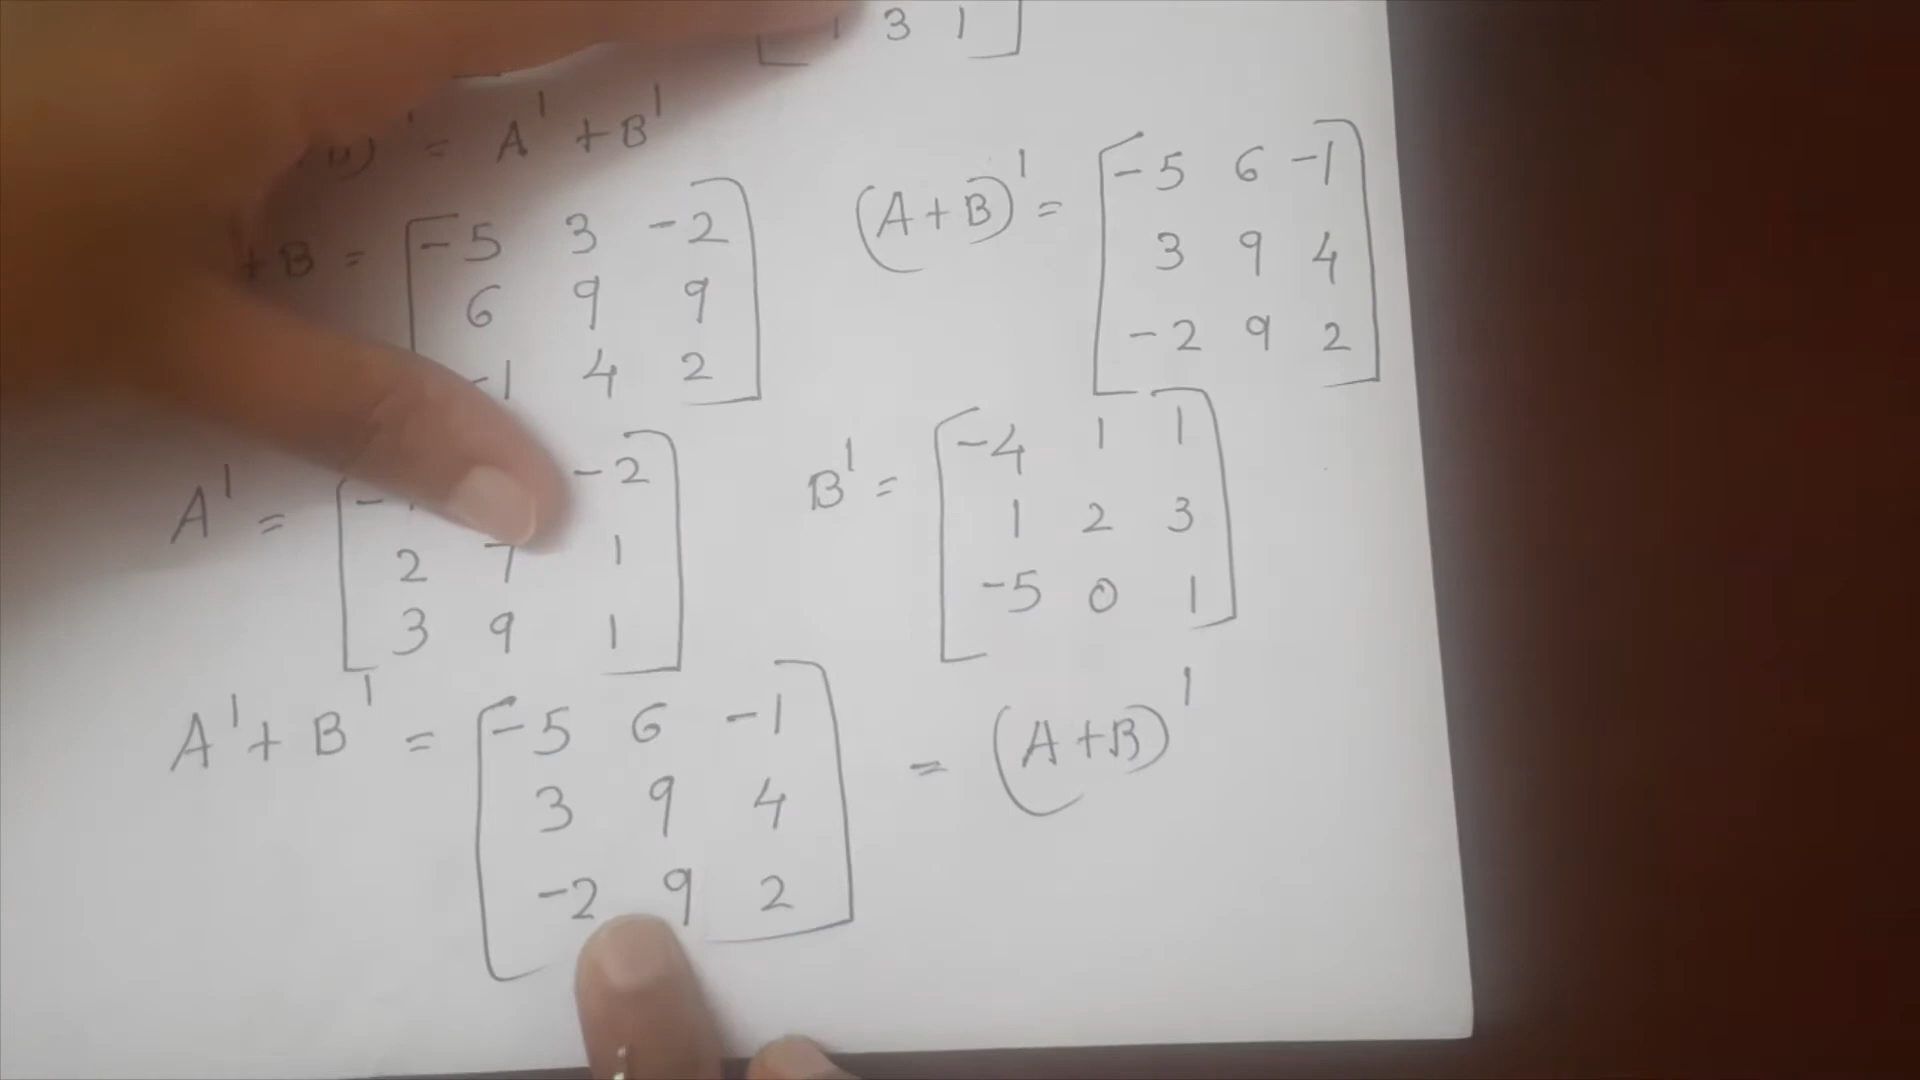 3 1
= A' + B'
+ B = [-5 3 -2
6 9 9
-1 4 2]
(A+B)' = [-5 6 -1
3 9 4
-2 9 2]
A' = [- -2
2 7 1
3 9 1]
B' = [-4 1 1
1 2 3
-5 0 1]
A' + B' = [-5 6 -1
3 9 4
-2 9 2] = (A+B)'